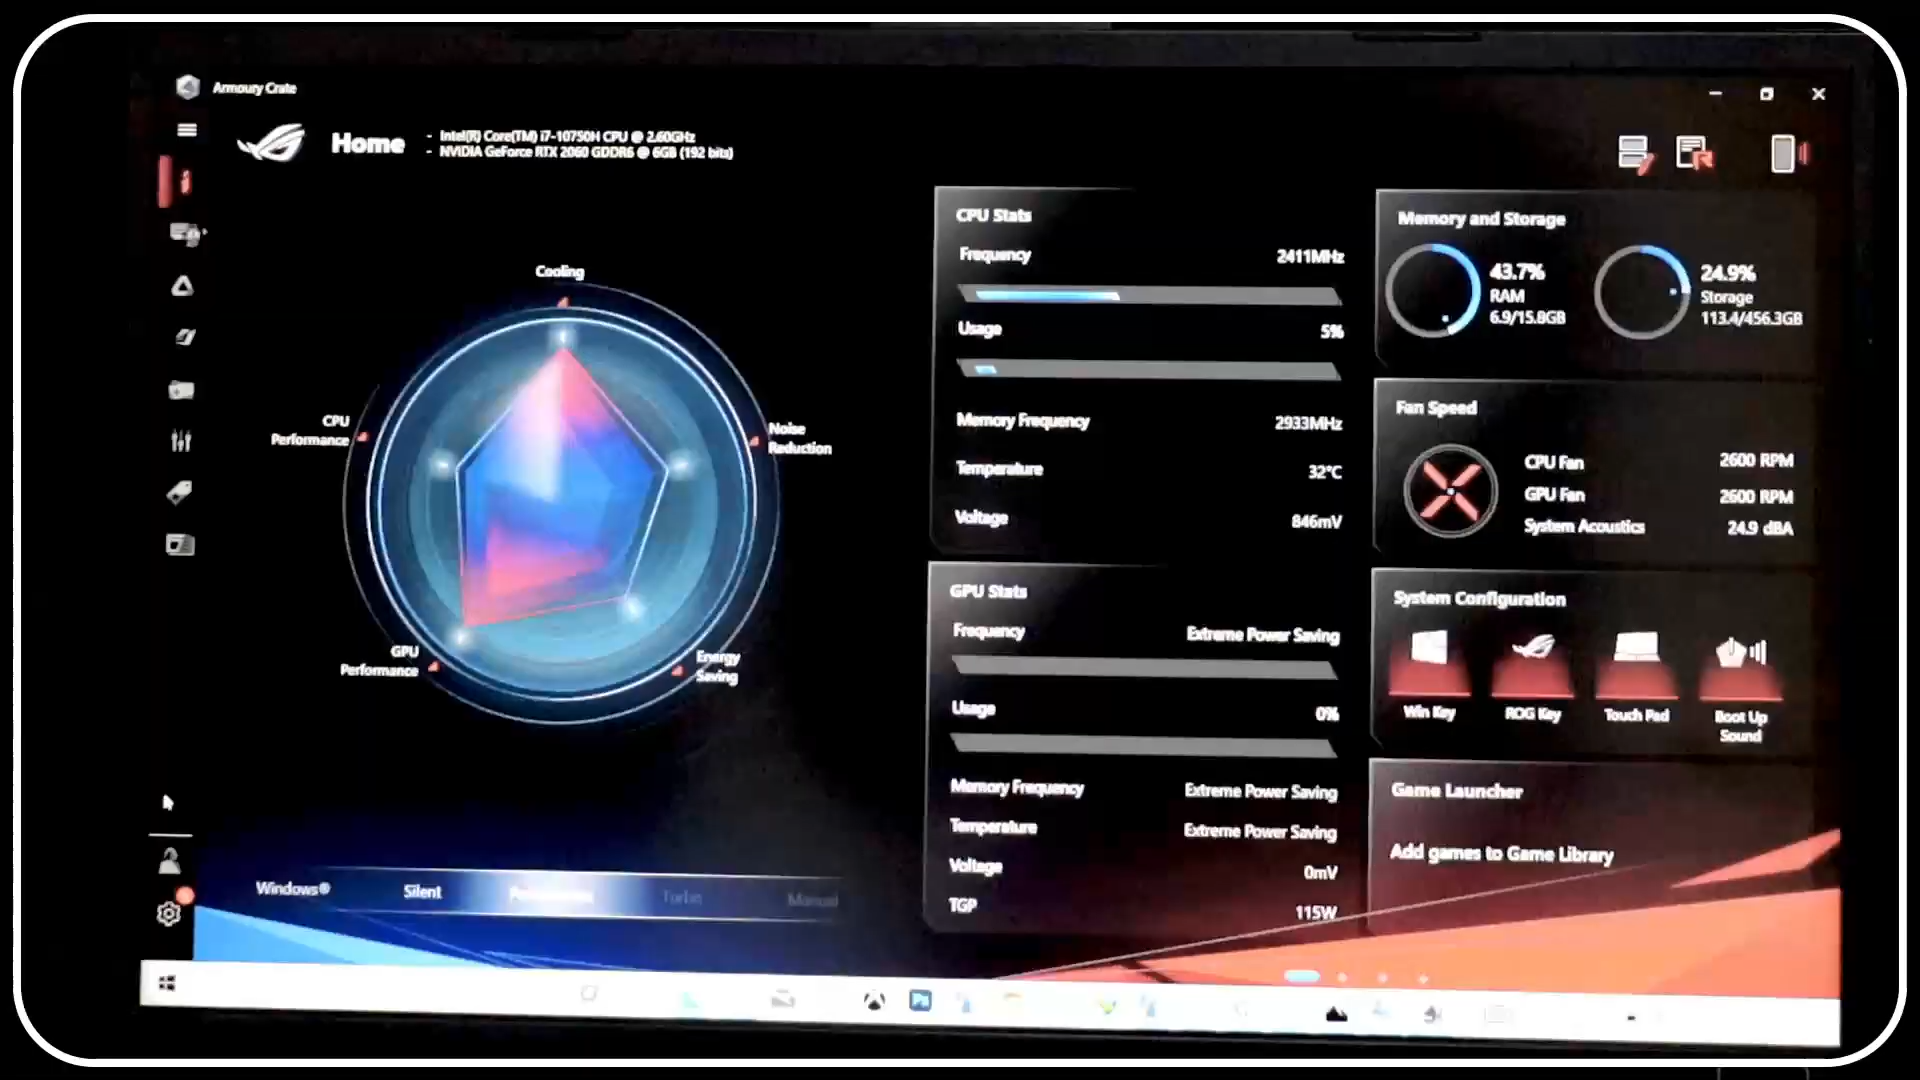 Armoury Crate
Home
- Intel(R) Core(TM) i7-10750H CPU @ 2.60GHz
- NVIDIA GeForce RTX 2060 GDDR6 @ 6GB (192 bits)
Cooling
CPU
Performance
Noise
Reduction
GPU
Performance
Energy
Saving
Windows®
Silent
Performance
Turbo
Manual
CPU Stats
Frequency 2411MHz
Usage 5%
Memory Frequency 2933MHz
Temperature 32°C
Voltage 846mV
GPU Stats
Frequency Extreme Power Saving
Usage 0%
Memory Frequency Extreme Power Saving
Temperature Extreme Power Saving
Voltage 0mV
TGP 115W
Memory and Storage
43.7%
RAM
6.9/15.8GB
24.9%
Storage
113.4/456.3GB
Fan Speed
CPU Fan 2600 RPM
GPU Fan 2600 RPM
System Acoustics 24.9 dBA
System Configuration
Win Key
ROG Key
Touch Pad
Boot Up
Sound
Game Launcher
Add games to Game Library
Ps